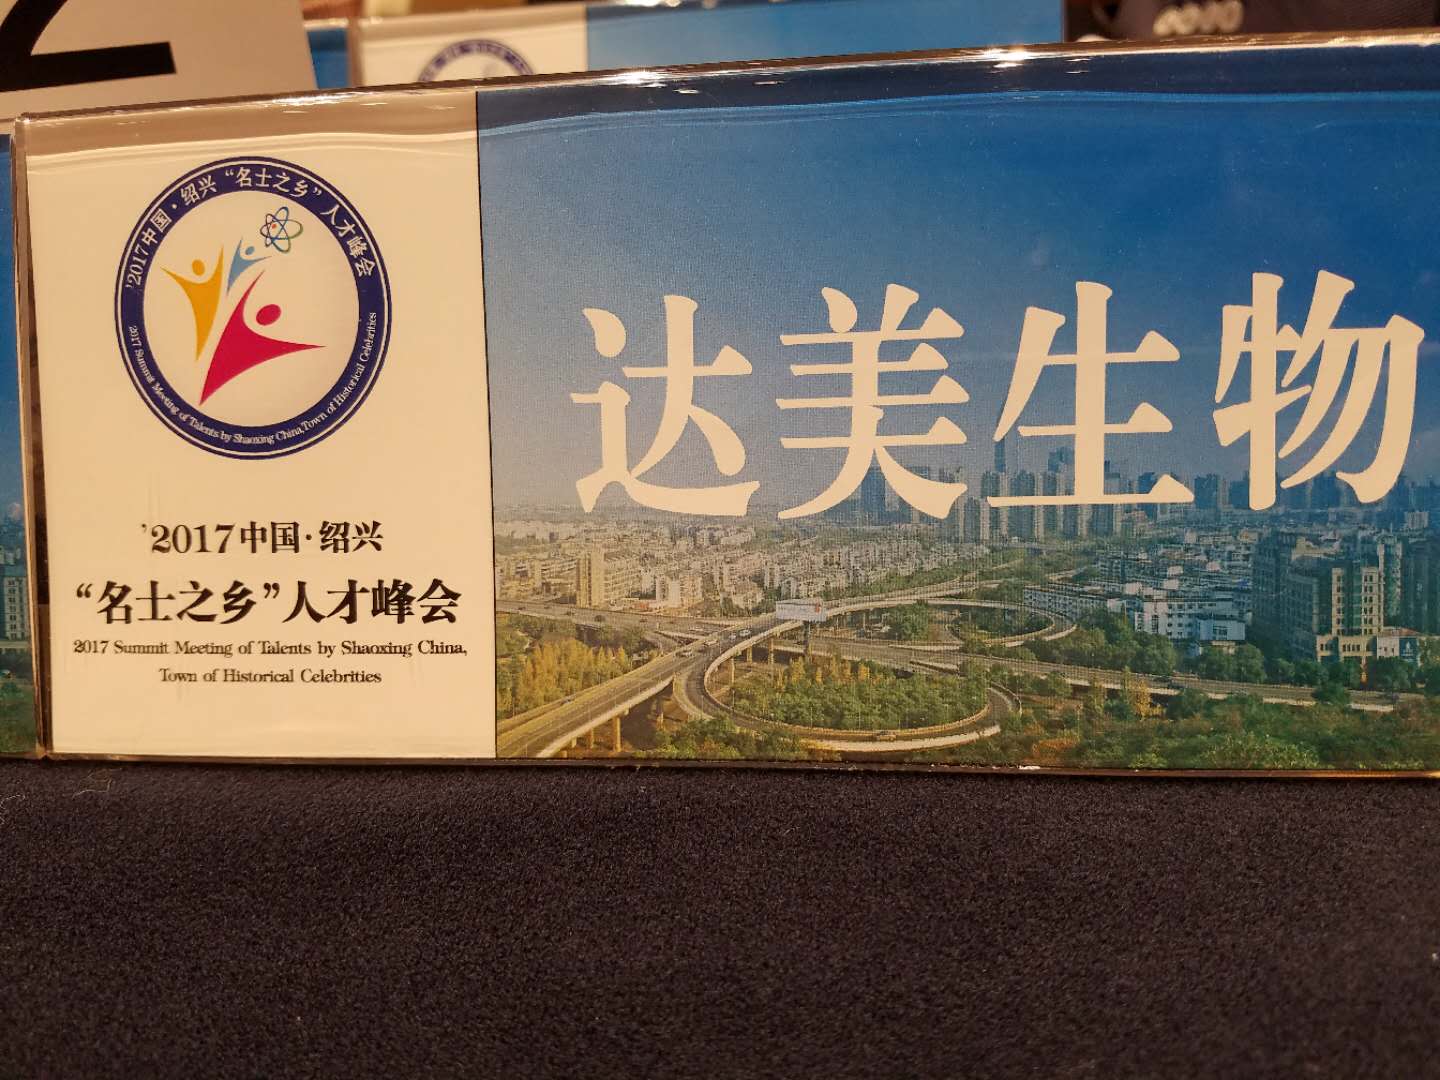 '2017中国·绍兴“名士之乡”人才峰会
2017 Summit Meeting of Talents by Shaoxing China,Town of Historical Celebrities
'2017中国·绍兴
“名士之乡”人才峰会
2017 Summit Meeting of Talents by Shaoxing China,
Town of Historical Celebrities
达美生物